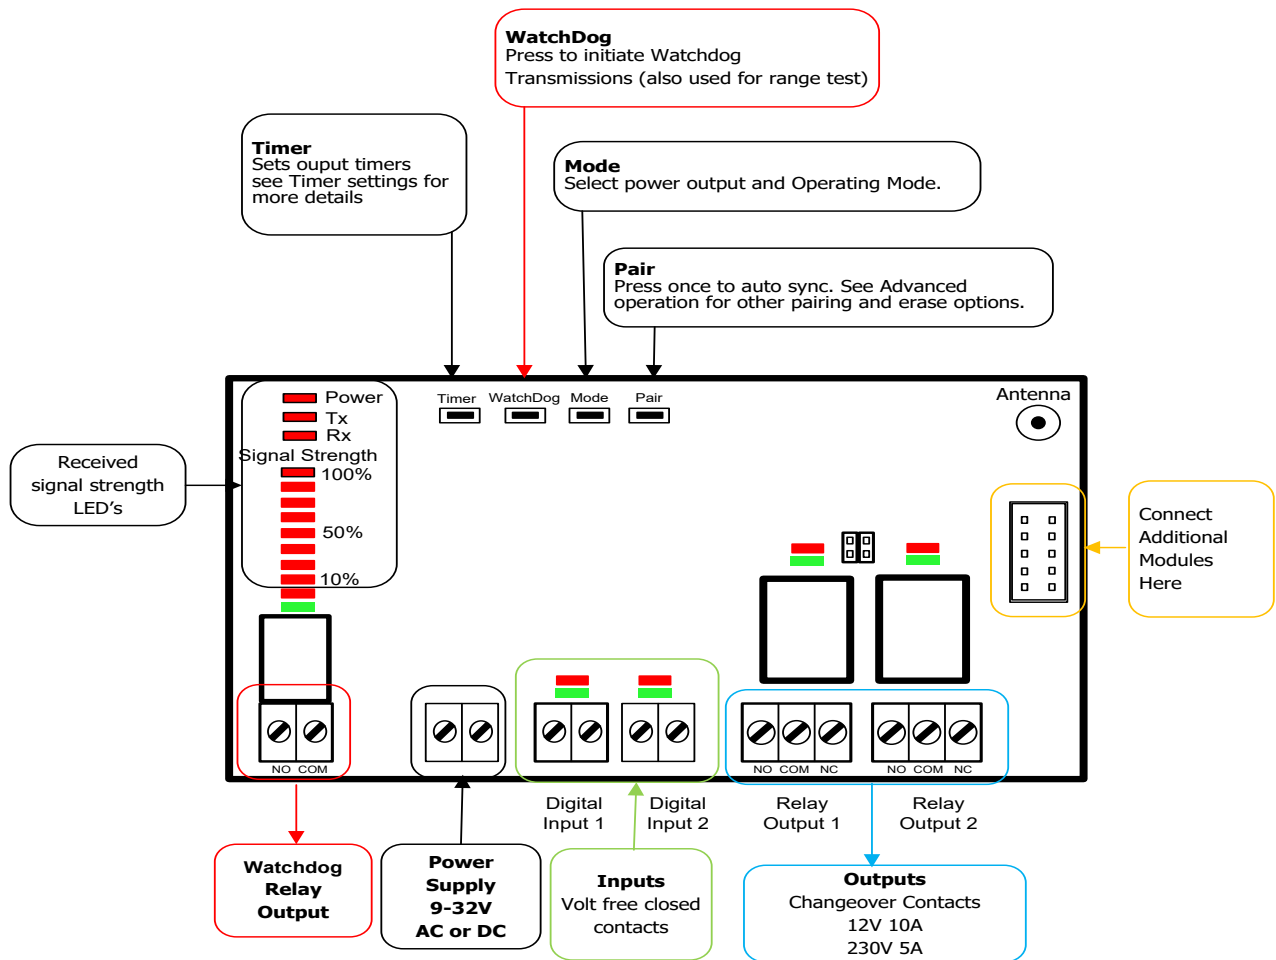 WatchDog
Press to initiate Watchdog
Transmissions (also used for range test)
Timer
Sets ouput timers
see Timer settings for
more details
Mode
Select power output and Operating Mode.
Pair
Press once to auto sync. See Advanced
operation for other pairing and erase options.
Power
Tx
Rx
Signal Strength
100%
50%
10%
Timer
WatchDog
Mode
Pair
Antenna
Received
signal strength
LED's
Connect
Additional
Modules
Here
NO COM
NO COM NC
NO COM NC
Digital
Input 1
Digital
Input 2
Relay
Output 1
Relay
Output 2
Watchdog
Relay
Output
Power
Supply
9-32V
AC or DC
Inputs
Volt free closed
contacts
Outputs
Changeover Contacts
12V 10A
230V 5A